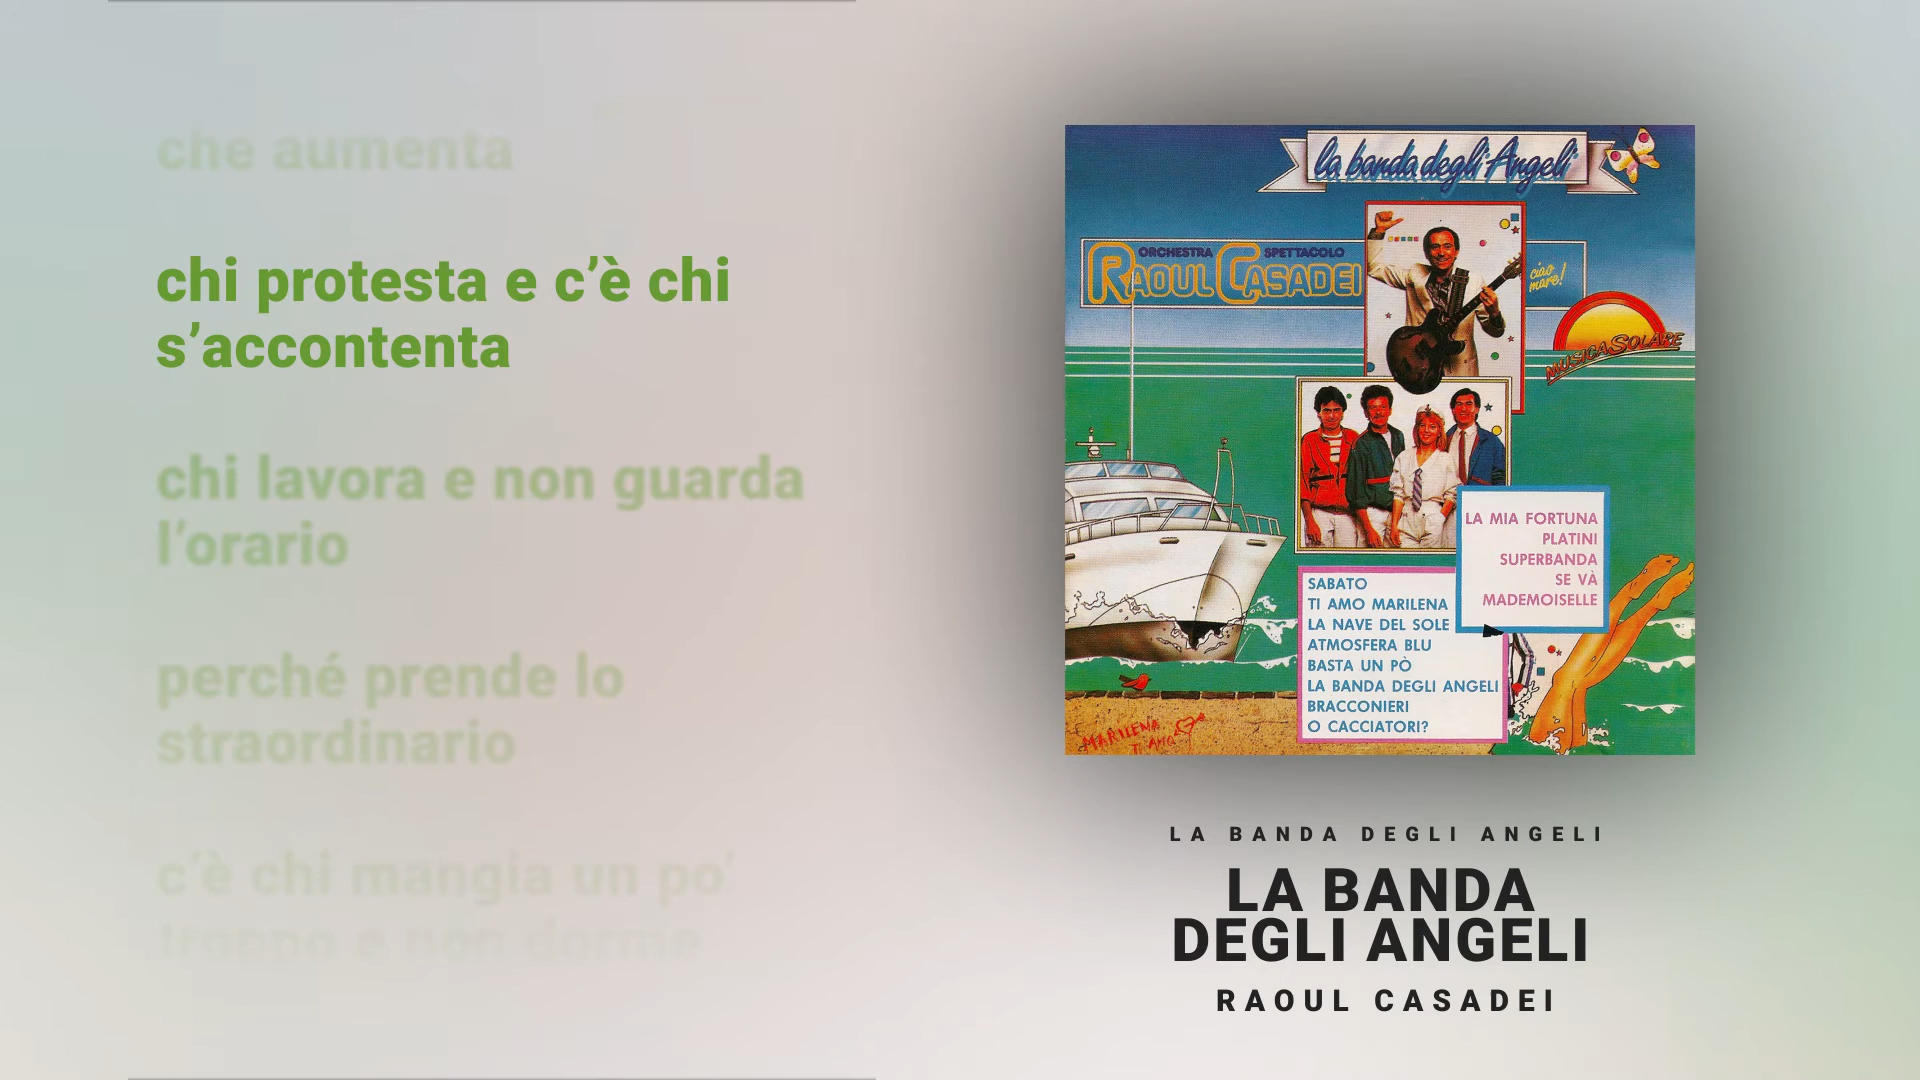 che aumenta
chi protesta e c’è chi
s’accontenta
chi lavora e non guarda
l’orario
perché prende lo
straordinario
c’è chi mangia un po’
troppo e non dorme
la banda degli Angeli
ORCHESTRA SPETTACOLO
RAOUL CASADEI
ciao
mare!
MUSICA SOLARE
LA MIA FORTUNA
PLATINI
SUPERBANDA
SE VÀ
MADEMOISELLE
SABATO
TI AMO MARILENA
LA NAVE DEL SOLE
ATMOSFERA BLU
BASTA UN PÒ
LA BANDA DEGLI ANGELI
BRACCONIERI
O CACCIATORI?
MARILENA
TI AMO
LA BANDA DEGLI ANGELI
LA BANDA
DEGLI ANGELI
RAOUL CASADEI